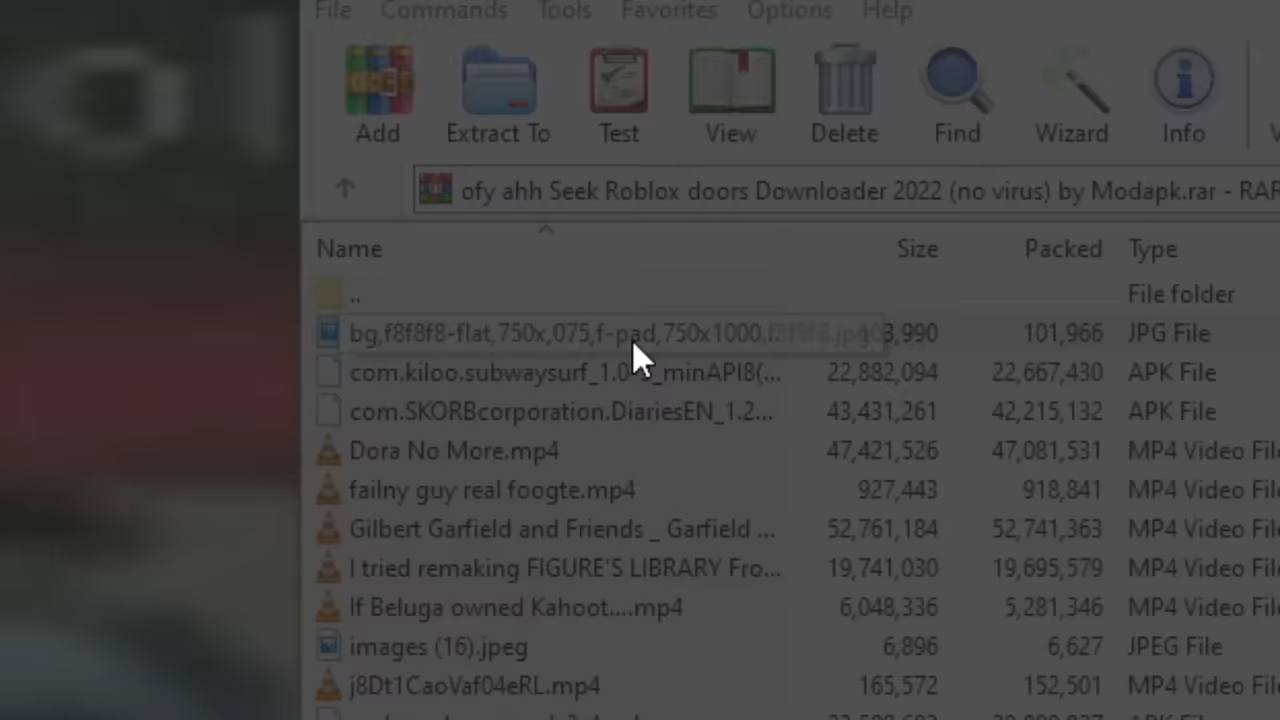 File Commands Tools Favorites Options Help
Add Extract To Test View Delete Find Wizard Info
ofy ahh Seek Roblox doors Downloader 2022 (no virus) by Modapk.rar - RAR
Name Size Packed Type
.. File folder
bg,f8f8f8-flat,750x,075,f-pad,750x1000,f8f8f8.jpg 3,990 101,966 JPG File
com.kiloo.subwaysurf_1.0 _minAPI8(... 22,882,094 22,667,430 APK File
com.SKORBcorporation.DiariesEN_1.2... 43,431,261 42,215,132 APK File
Dora No More.mp4 47,421,526 47,081,531 MP4 Video File
failny guy real foogte.mp4 927,443 918,841 MP4 Video File
Gilbert Garfield and Friends _ Garfield ... 52,761,184 52,741,363 MP4 Video File
I tried remaking FIGURE'S LIBRARY Fro... 19,741,030 19,695,579 MP4 Video File
If Beluga owned Kahoot....mp4 6,048,336 5,281,346 MP4 Video File
images (16).jpeg 6,896 6,627 JPEG File
j8Dt1CaoVaf04eRL.mp4 165,572 152,501 MP4 Video File